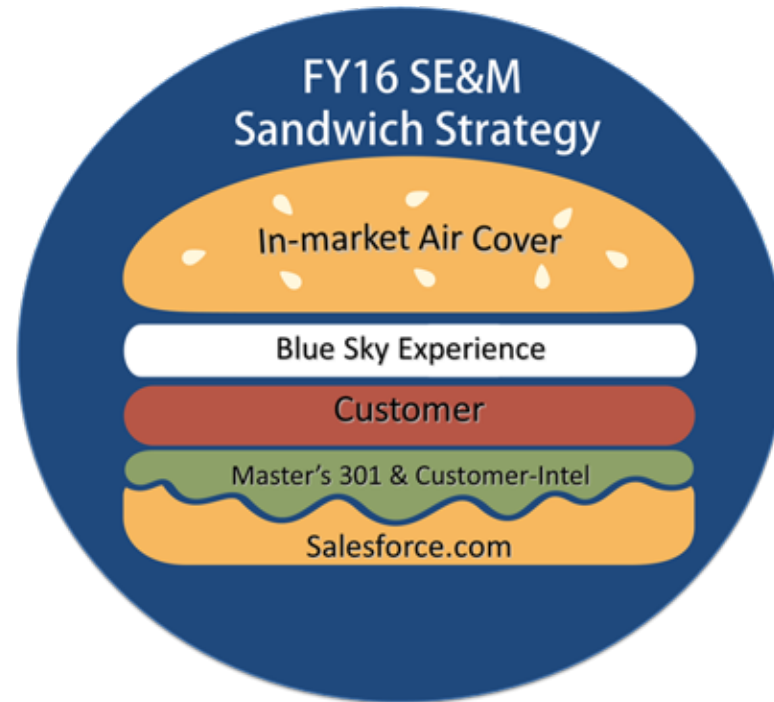 FY16 SE&M
Sandwich Strategy
In-market Air Cover
Blue Sky Experience
Customer
Master's 301 & Customer-Intel
Salesforce.com